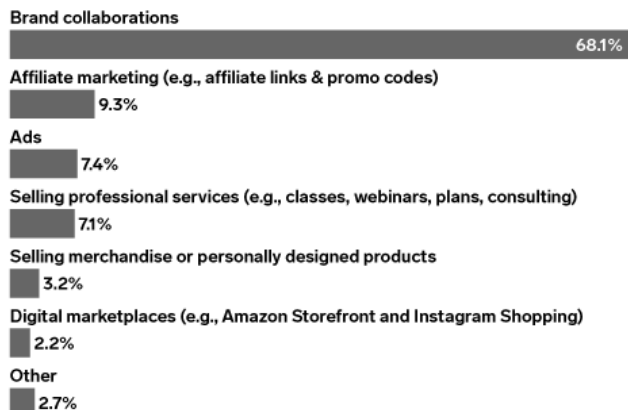 Brand collaborations
68.1%
Affiliate marketing (e.g., affiliate links & promo codes)
9.3%
Ads
7.4%
Selling professional services (e.g., classes, webinars, plans, consulting)
7.1%
Selling merchandise or personally designed products
3.2%
Digital marketplaces (e.g., Amazon Storefront and Instagram Shopping)
2.2%
Other
2.7%